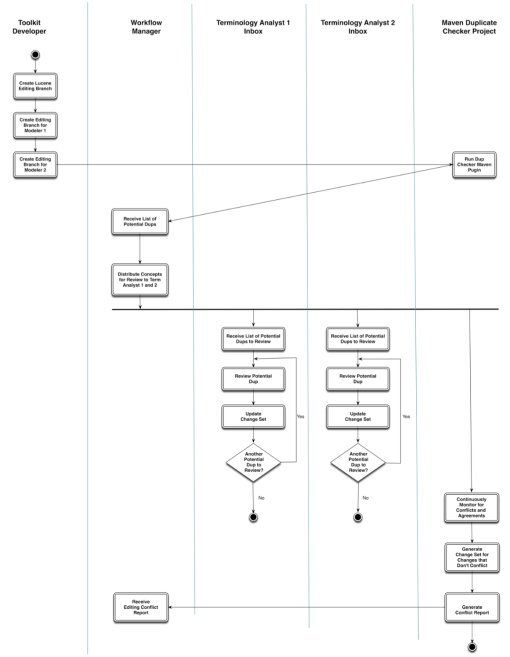 Toolkit
Developer
Workflow
Manager
Terminology Analyst 1
Inbox
Terminology Analyst 2
Inbox
Maven Duplicate
Checker Project
Create Lucene
Editing Branch
Create Editing
Branch for
Modeler 1
Create Editing
Branch for
Modeler 2
Run Dup
Checker Maven
Pugin
Receive List of
Potential Dups
Distribute Concepts
for Review to Term
Analyst 1 and 2
Receive List of Potential
Dups to Review
Receive List of Potential
Dups to Review
Review Potential
Dup
Review Potential
Dup
Update
Change Set
Yes
Update
Change Set
Yes
Another
Potential
Dup to
Review?
Another
Potential
Dup to
Review?
No
No
Continuously
Monitor for
Conflicts and
Agreements
Generate
Change Set for
Changes that
Don't Conflict
Receive
Editing Conflict
Report
Generate
Conflict Report